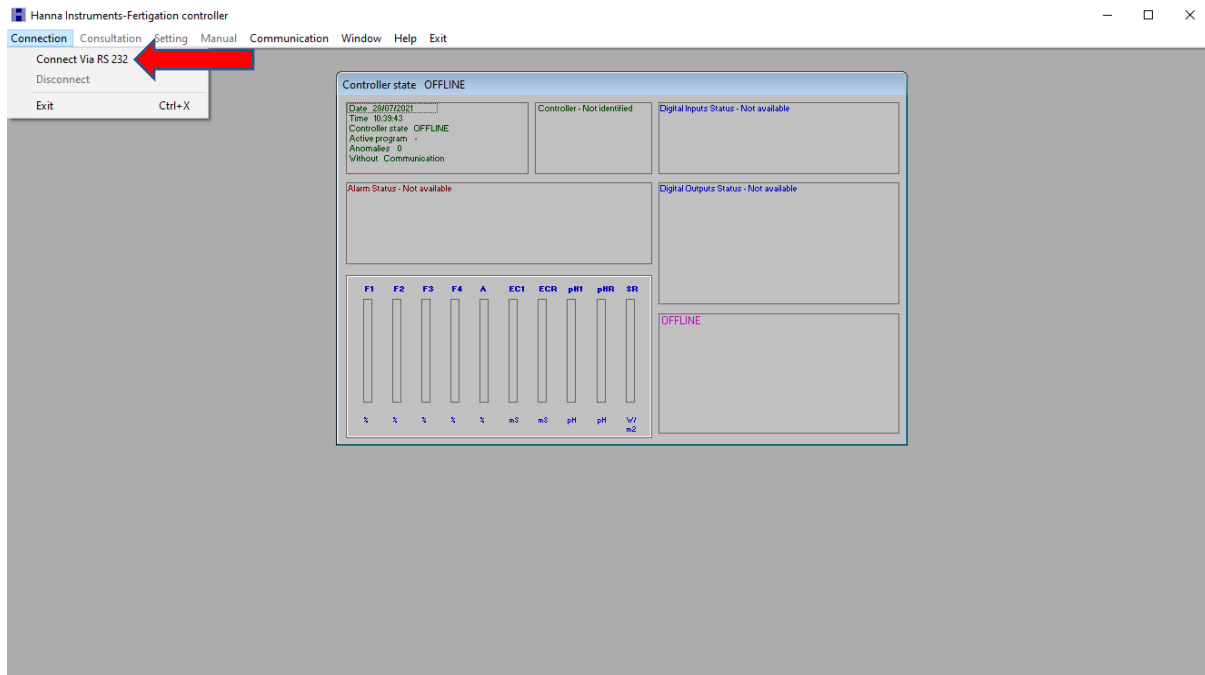 Hanna Instruments-Fertigation controller
Connection Consultation Setting Manual Communication Window Help Exit
Connect Via RS 232
Disconnect
Exit Ctrl+X
Controller state OFFLINE
Date 28/07/2021
Time 10:39:43
Controller state OFFLINE
Active program -
Anomalies 0
Without Communication
Controller - Not identified
Digital Inputs Status - Not available
Alarm Status - Not available
Digital Outputs Status - Not available
F1 F2 F3 F4 A EC1 ECR pH1 pHR SR
% % % % % mS mS pH pH W/
m2
OFFLINE